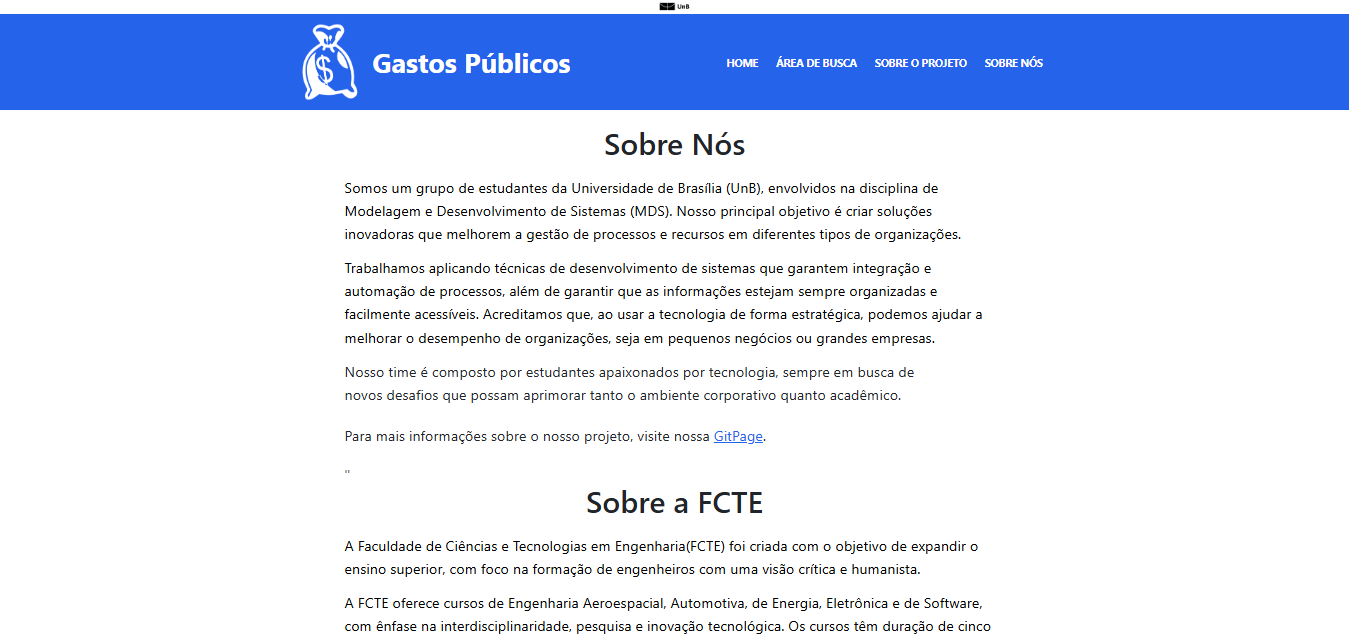 UnB
Gastos Públicos
HOME ÁREA DE BUSCA SOBRE O PROJETO SOBRE NÓS
Sobre Nós
Somos um grupo de estudantes da Universidade de Brasília (UnB), envolvidos na disciplina de
Modelagem e Desenvolvimento de Sistemas (MDS). Nosso principal objetivo é criar soluções
inovadoras que melhorem a gestão de processos e recursos em diferentes tipos de organizações.
Trabalhamos aplicando técnicas de desenvolvimento de sistemas que garantem integração e
automação de processos, além de garantir que as informações estejam sempre organizadas e
facilmente acessíveis. Acreditamos que, ao usar a tecnologia de forma estratégica, podemos ajudar a
melhorar o desempenho de organizações, seja em pequenos negócios ou grandes empresas.
Nosso time é composto por estudantes apaixonados por tecnologia, sempre em busca de
novos desafios que possam aprimorar tanto o ambiente corporativo quanto acadêmico.
Para mais informações sobre o nosso projeto, visite nossa GitPage.
"
Sobre a FCTE
A Faculdade de Ciências e Tecnologias em Engenharia(FCTE) foi criada com o objetivo de expandir o
ensino superior, com foco na formação de engenheiros com uma visão crítica e humanista.
A FCTE oferece cursos de Engenharia Aeroespacial, Automotiva, de Energia, Eletrônica e de Software,
com ênfase na interdisciplinaridade, pesquisa e inovação tecnológica. Os cursos têm duração de cinco